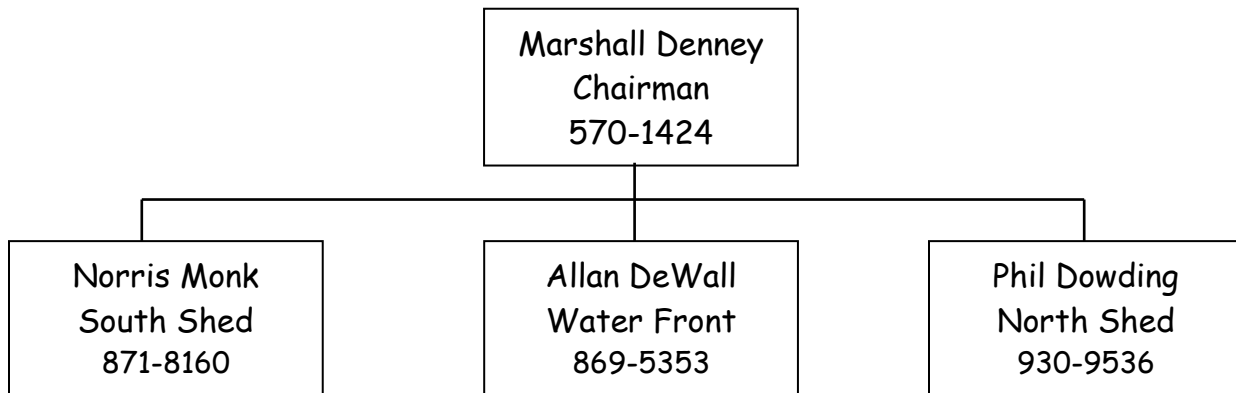 Marshall Denney
Chairman
570-1424
Norris Monk
South Shed
871-8160
Allan DeWall
Water Front
869-5353
Phil Dowding
North Shed
930-9536